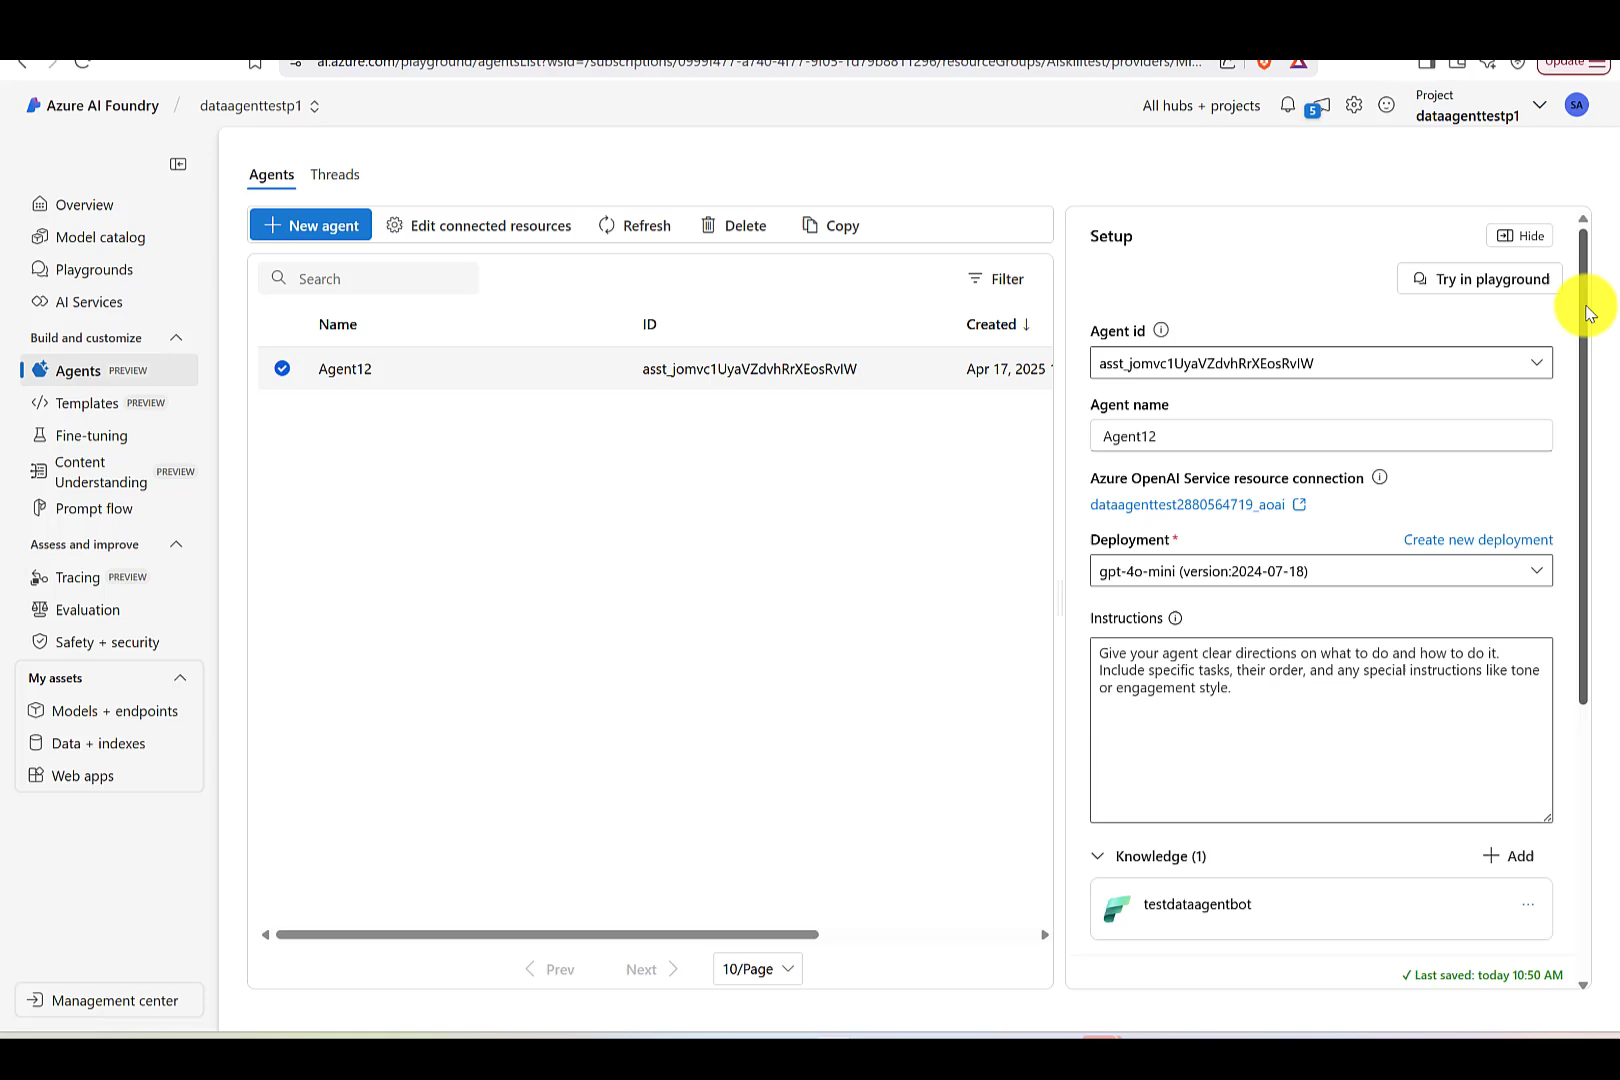 Update
Azure AI Foundry / dataagenttestp1
All hubs + projects
5
Project
dataagenttestp1
SA
Overview
Model catalog
Playgrounds
AI Services
Build and customize
Agents PREVIEW
Templates PREVIEW
Fine-tuning
Content
Understanding PREVIEW
Prompt flow
Assess and improve
Tracing PREVIEW
Evaluation
Safety + security
My assets
Models + endpoints
Data + indexes
Web apps
Management center
Agents Threads
New agent Edit connected resources Refresh Delete Copy
Search Filter
Name ID Created ↓
Agent12 asst_jomvc1UyaVZdvhRrXEosRvlW Apr 17, 2025
Prev Next 10/Page
Setup Hide
Try in playground
Agent id
asst_jomvc1UyaVZdvhRrXEosRvlW
Agent name
Agent12
Azure OpenAI Service resource connection
dataagenttest2880564719_aoai
Deployment * Create new deployment
gpt-4o-mini (version:2024-07-18)
Instructions
Give your agent clear directions on what to do and how to do it.
Include specific tasks, their order, and any special instructions like tone
or engagement style.
Knowledge (1) + Add
testdataagentbot ...
✓ Last saved: today 10:50 AM